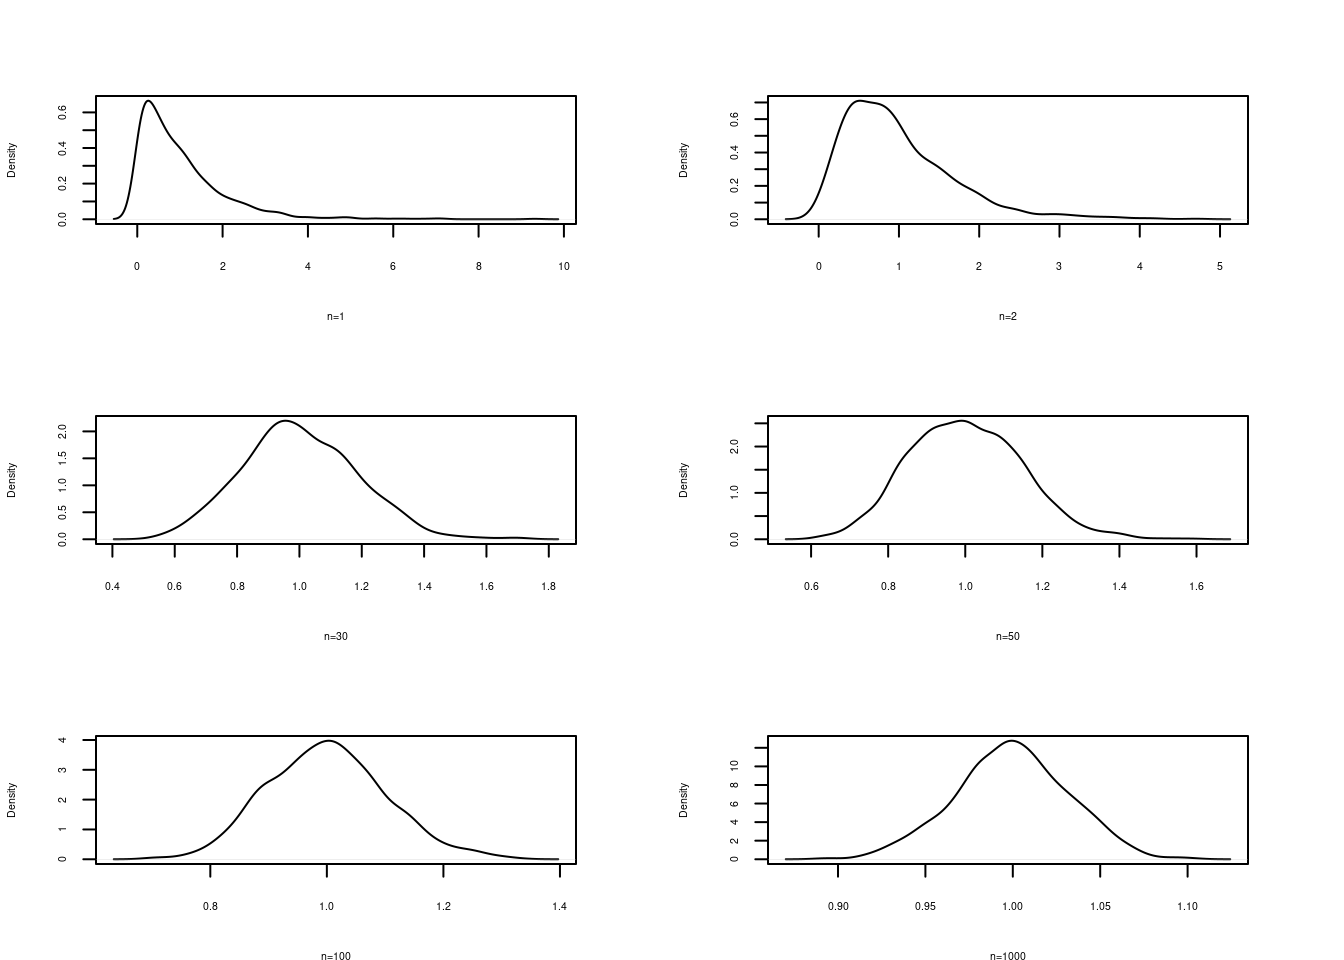 Density
0.0 0.2 0.4 0.6
0 2 4 6 8 10
n=1
Density
0.0 0.2 0.4 0.6
0 1 2 3 4 5
n=2
Density
0.0 0.5 1.0 1.5 2.0
0.4 0.6 0.8 1.0 1.2 1.4 1.6 1.8
n=30
Density
0.0 1.0 2.0
0.6 0.8 1.0 1.2 1.4 1.6
n=50
Density
0 1 2 3 4
0.8 1.0 1.2 1.4
n=100
Density
0 2 4 6 8 10
0.90 0.95 1.00 1.05 1.10
n=1000